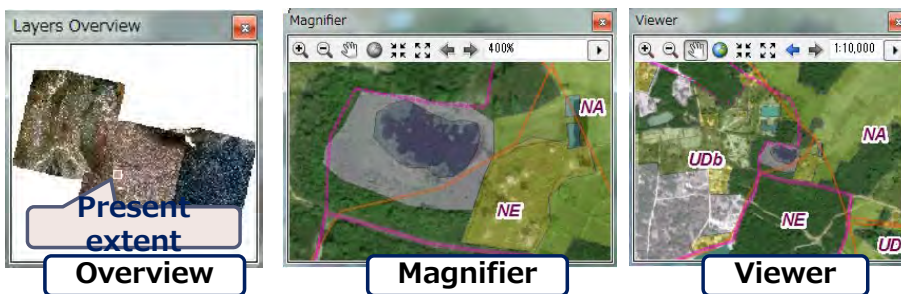 Layers Overview
Present
extent
Overview
Magnifier
400%
NA
NE
Magnifier
Viewer
1:10,000
NA
UDb
NE
UD
Viewer